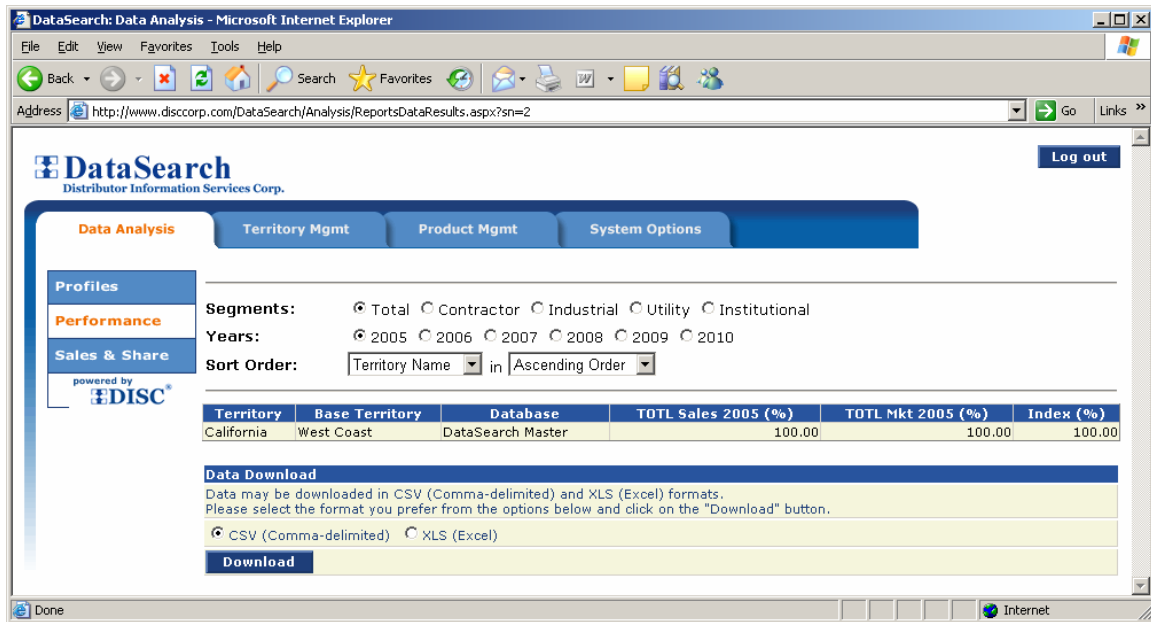 DataSearch: Data Analysis - Microsoft Internet Explorer
File Edit View Favorites Tools Help
Back Search Favorites
Address http://www.disccorp.com/DataSearch/Analysis/ReportsDataResults.aspx?sn=2 Go Links »
DataSearch
Distributor Information Services Corp.
Log out
Data Analysis Territory Mgmt Product Mgmt System Options
Profiles
Performance
Sales & Share
powered by
DISC®
Segments: Total Contractor Industrial Utility Institutional
Years: 2005 2006 2007 2008 2009 2010
Sort Order: Territory Name in Ascending Order
Territory Base Territory Database TOTL Sales 2005 (%) TOTL Mkt 2005 (%) Index (%)
California West Coast DataSearch Master 100.00 100.00 100.00
Data Download
Data may be downloaded in CSV (Comma-delimited) and XLS (Excel) formats.
Please select the format you prefer from the options below and click on the "Download" button.
CSV (Comma-delimited) XLS (Excel)
Download
Done Internet